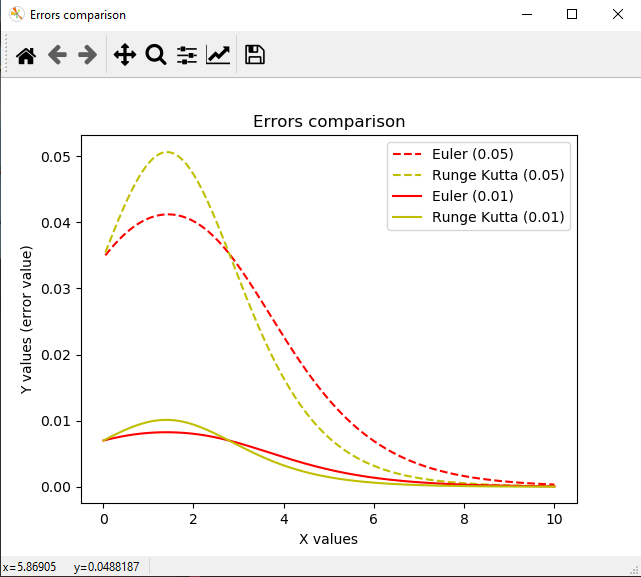 Errors comparison
Errors comparison
Euler (0.05)
Runge Kutta (0.05)
Euler (0.01)
Runge Kutta (0.01)
Y values (error value)
0.05
0.04
0.03
0.02
0.01
0.00
0 2 4 6 8 10
X values
x=5.86905 y=0.0488187